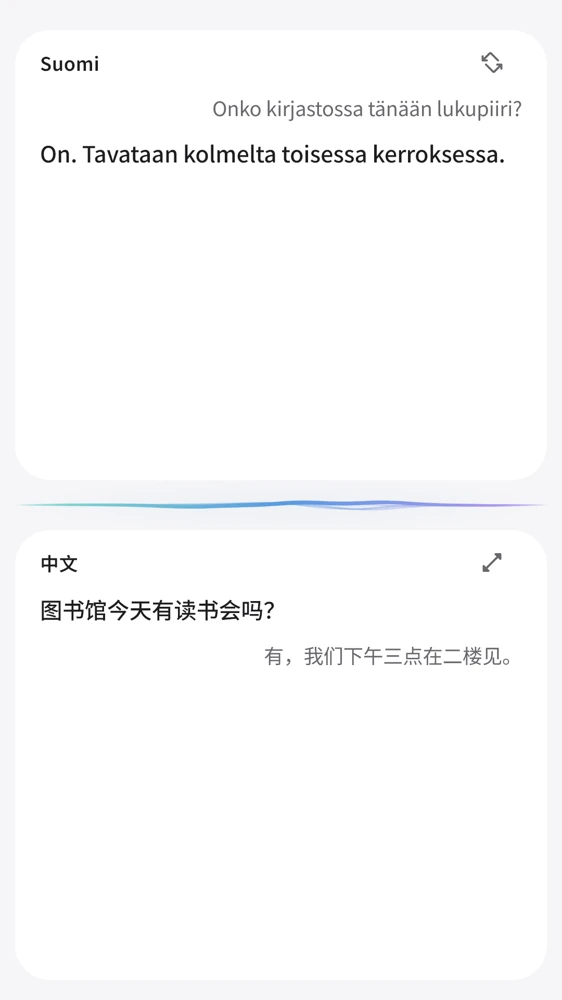 Suomi
Onko kirjastossa tänään lukupiiri?
On. Tavataan kolmelta toisessa kerroksessa.
中文
图书馆今天有读书会吗？
有，我们下午三点在二楼见。